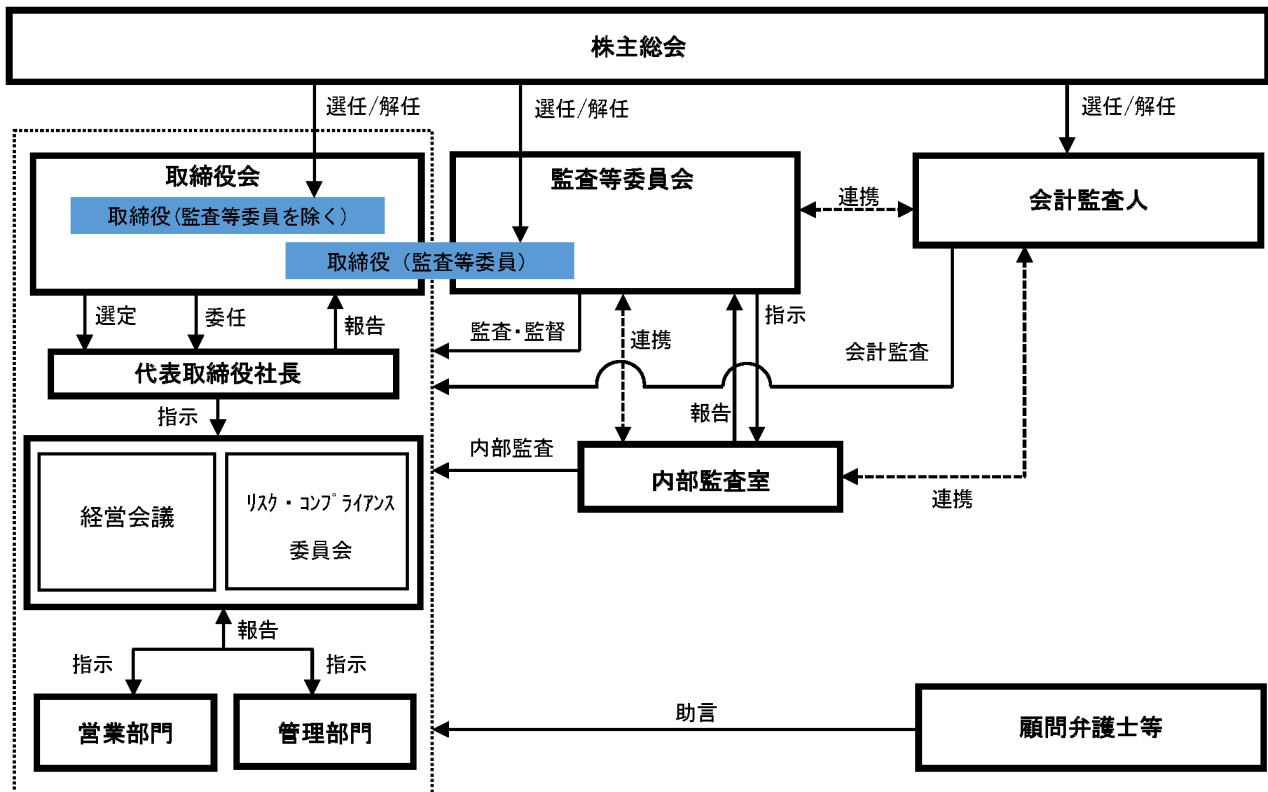 株主総会
選任/解任
選任/解任
選任/解任
取締役会
監査等委員会
会計監査人
連携
取締役(監査等委員を除く)
取締役（監査等委員）
選定
委任
報告
監査・監督
連携
指示
会計監査
代表取締役社長
指示
報告
内部監査
内部監査室
連携
経営会議
ﾘｽｸ・ｺﾝﾌﾟﾗｲｱﾝｽ
委員会
報告
指示
指示
営業部門
管理部門
助言
顧問弁護士等